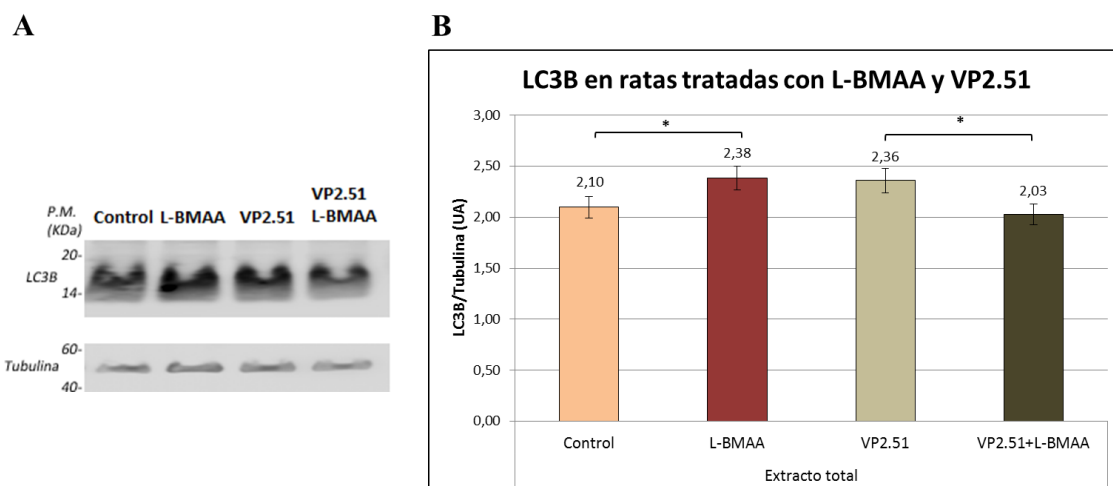 A
P.M.
(KDa)
Control L-BMAA VP2.51 VP2.51
L-BMAA
20-
LC3B
14-
60-
Tubulina
40-
B
LC3B en ratas tratadas con L-BMAA y VP2.51
LC3B/Tubulina (UA)
3,00
2,50
2,00
1,50
1,00
0,50
0,00
*
*
2,10
2,38
2,36
2,03
Control L-BMAA VP2.51 VP2.51+L-BMAA
Extracto total